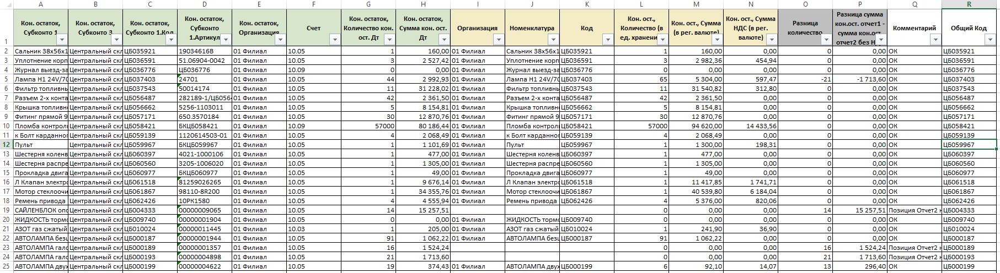 A B C D E F G H I J K L M N O P Q R
1 Кон. остаток, Субконто 1 Кон. остаток, Субконто 3 Кон. остаток, Субконто 1.Код Кон. остаток, Субконто 1.Артикул Кон. остаток, Организация Счет Кон. остаток, Количество кон. ост. Дт Кон. остаток, Сумма кон. ост. Дт Организация Номенклатура Код Кон. ост., Количество (в ед. хранени Кон. ост., Сумма (в рег. валюте) Кон. ост., Сумма НДС (в рег. валюте) Разница количество Разница сумма кон.ост. отчет1 - сумма кон.ост отчет2 без Н Комментарий Общий Код
2 Сальник 38x56x1 Центральный скл ЦБ035921 19034616В 01 Филиал 10.05 1 160,00 01 Филиал Сальник 38x56x1 ЦБ035921 1 160,00 0,00 0 0,00 ОК ЦБ035921
3 Уплотнение корп Центральный скл ЦБ036591 51.06904-0042 01 Филиал 10.05 3 2 527,42 01 Филиал Уплотнение корп ЦБ036591 3 2 982,36 454,94 0 0,00 ОК ЦБ036591
4 Журнал выезд-за Центральный скл ЦБ036776 ЦБ036776 01 Филиал 10.09 0 0,00 01 Филиал Журнал выезд-за ЦБ036776 0 0,00 0,00 0 0,00 ОК ЦБ036776
5 Лампа H1 24V/70 Центральный скл ЦБ037403 24701 01 Филиал 10.05 44 2 992,93 01 Филиал Лампа H1 24V/70 ЦБ037403 65 5 304,00 597,47 -21 -1 713,60 ОК ЦБ037403
6 Фильтр топливнь Центральный скл ЦБ037543 50014174 01 Филиал 10.05 11 31 228,02 01 Филиал Фильтр топливнь ЦБ037543 11 31 540,82 312,80 0 0,00 ОК ЦБ037543
7 Разъем 2-х конта Центральный скл ЦБ056487 282189-1/ЦБ056 01 Филиал 10.05 42 2 361,50 01 Филиал Разъем 2-х конта ЦБ056487 42 2 361,50 0,00 0 0,00 ОК ЦБ056487
8 Крышка топливн Центральный скл ЦБ056662 5256-1103011 01 Филиал 10.05 5 8 154,81 01 Филиал Крышка топливн ЦБ056662 5 8 154,81 0,00 0 0,00 ОК ЦБ056662
9 Фитинг прямой 9 Центральный скл ЦБ057171 650.3570184 01 Филиал 10.05 30 12 870,76 01 Филиал Фитинг прямой 9 ЦБ057171 30 12 870,76 0,00 0 0,00 ОК ЦБ057171
10 Пломба контрол Центральный скл ЦБ058421 БКЦБ058421 01 Филиал 10.09 57000 80 186,44 01 Филиал Пломба контрол ЦБ058421 57000 94 620,00 14 433,56 0 0,00 ОК ЦБ058421
11 к Болт карданног Центральный скл ЦБ059139 1120614503-01 01 Филиал 10.05 4 2 068,49 01 Филиал к Болт карданног ЦБ059139 4 2 068,49 0,00 0 0,00 ОК ЦБ059139
12 Пульт Центральный скл ЦБ059967 БКЦБ059967 01 Филиал 10.05 1 1 101,69 01 Филиал Пульт ЦБ059967 1 1 300,00 198,31 0 0,00 ОК ЦБ059967
13 Шестерня коленв Центральный скл ЦБ060397 4021-1000106 01 Филиал 10.05 1 477,00 01 Филиал Шестерня коленв ЦБ060397 1 477,00 0,00 0 0,00 ОК ЦБ060397
14 Шестерня распре Центральный скл ЦБ060560 3205-1006020 01 Филиал 10.05 1 1 305,00 01 Филиал Шестерня распре ЦБ060560 1 1 305,00 0,00 0 0,00 ОК ЦБ060560
15 Прокладка двига Центральный скл ЦБ060977 БКЦБ060977 01 Филиал 10.05 1 49,00 01 Филиал Прокладка двига ЦБ060977 1 49,00 0,00 0 0,00 ОК ЦБ060977
16 Л Клапан электро Центральный скл ЦБ061518 81259026265 01 Филиал 10.05 1 9 676,14 01 Филиал Л Клапан электро ЦБ061518 1 11 417,85 1 741,71 0 0,00 ОК ЦБ061518
17 Мотор стеклоочи Центральный скл ЦБ061867 98110-8R200 01 Филиал 10.05 1 34 355,76 01 Филиал Мотор стеклоочи ЦБ061867 1 40 539,80 6 184,04 0 0,00 ОК ЦБ061867
18 Ремень привода Центральный скл ЦБ062426 10РК1580 01 Филиал 10.05 4 4 555,94 01 Филиал Ремень привода ЦБ062426 4 5 376,00 820,06 0 0,00 ОК ЦБ062426
19 САЙЛЕНБЛОК опо Центральный скл ЦБ004333 00000009065 01 Филиал 10.05 14 15 257,51 0 0,00 0,00 14 15 257,51 Позиция Отчет2 н ЦБ004333
20 ЖИДКОСТЬ тормо Центральный скл ЦБ009740 00000001904 01 Филиал 10.05 0 0,00 01 Филиал ЖИДКОСТЬ тормо ЦБ009740 0 0,00 0,00 0 0,00 ОК ЦБ009740
21 АЗОТ газ сжатый Центральный скл ЦБ010024 00000011445 01 Филиал 10.03 1 205,00 01 Филиал АЗОТ газ сжатый ЦБ010024 1 241,90 36,90 0 0,00 ОК ЦБ010024
22 АВТОЛАМПА безц Центральный скл ЦБ000187 00000001944 01 Филиал 10.05 91 1 062,22 01 Филиал АВТОЛАМПА безц ЦБ000187 91 1 062,22 0,00 0 0,00 ОК ЦБ000187
23 АВТОЛАМПА гало Центральный скл ЦБ000189 00000001357 01 Филиал 10.05 16 1 524,24 0 0,00 0,00 16 1 524,24 Позиция Отчет2 н ЦБ000189
24 АВТОЛАМПА гало Центральный скл ЦБ000193 00000004898 01 Филиал 10.05 21 1 713,60 0 0,00 0,00 21 1 713,60 Позиция Отчет2 н ЦБ000193
25 АВТОЛАМПА двух Центральный скл ЦБ000199 00000004622 01 Филиал 10.05 19 374,43 01 Филиал АВТОЛАМПА двух ЦБ000199 6 92,10 14,07 13 296,40 ОК ЦБ000199